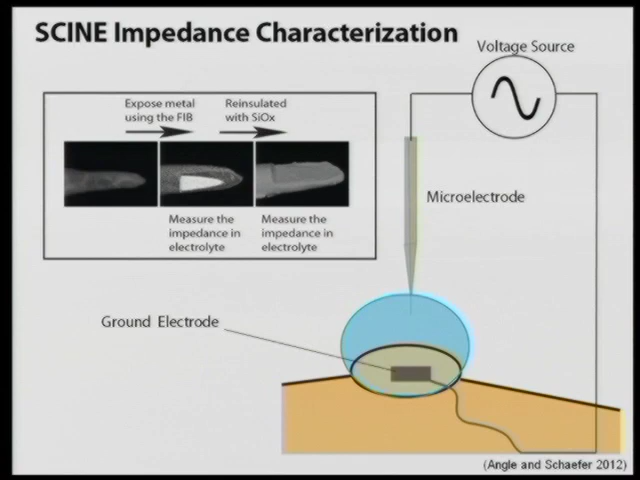 SCINE Impedance Characterization
Voltage Source
Expose metal
using the FIB
Reinsulated
with SiOx
Measure the
impedance in
electrolyte
Measure the
impedance in
electrolyte
Microelectrode
Ground Electrode
(Angle and Schaefer 2012)